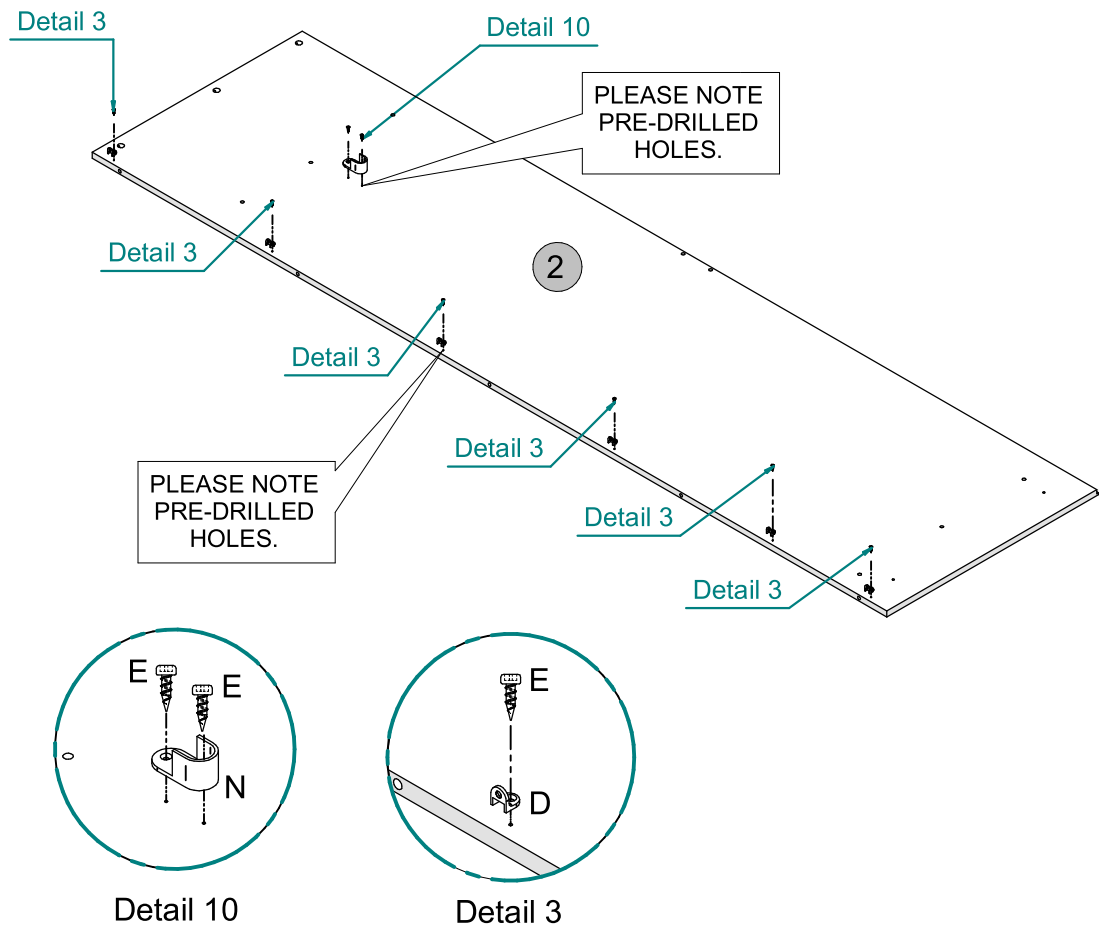 Detail 3
Detail 10
PLEASE NOTE
PRE-DRILLED
HOLES.
Detail 3
2
Detail 3
Detail 3
PLEASE NOTE
PRE-DRILLED
HOLES.
Detail 3
Detail 3
E
E
N
Detail 10
E
D
Detail 3